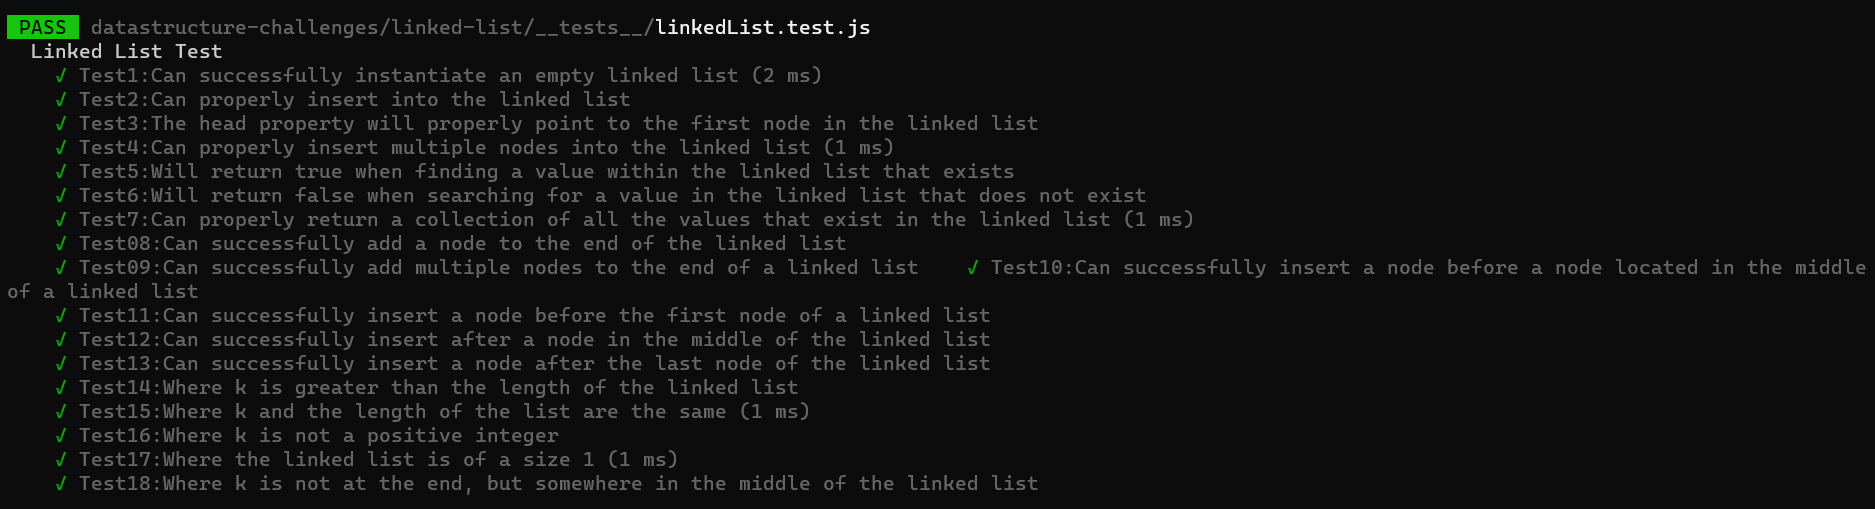 PASS datastructure-challenges/linked-list/__tests__/linkedList.test.js
Linked List Test
✓ Test1:Can successfully instantiate an empty linked list (2 ms)
✓ Test2:Can properly insert into the linked list
✓ Test3:The head property will properly point to the first node in the linked list
✓ Test4:Can properly insert multiple nodes into the linked list (1 ms)
✓ Test5:Will return true when finding a value within the linked list that exists
✓ Test6:Will return false when searching for a value in the linked list that does not exist
✓ Test7:Can properly return a collection of all the values that exist in the linked list (1 ms)
✓ Test08:Can successfully add a node to the end of the linked list
✓ Test09:Can successfully add multiple nodes to the end of a linked list ✓ Test10:Can successfully insert a node before a node located in the middle
of a linked list
✓ Test11:Can successfully insert a node before the first node of a linked list
✓ Test12:Can successfully insert after a node in the middle of the linked list
✓ Test13:Can successfully insert a node after the last node of the linked list
✓ Test14:Where k is greater than the length of the linked list
✓ Test15:Where k and the length of the list are the same (1 ms)
✓ Test16:Where k is not a positive integer
✓ Test17:Where the linked list is of a size 1 (1 ms)
✓ Test18:Where k is not at the end, but somewhere in the middle of the linked list